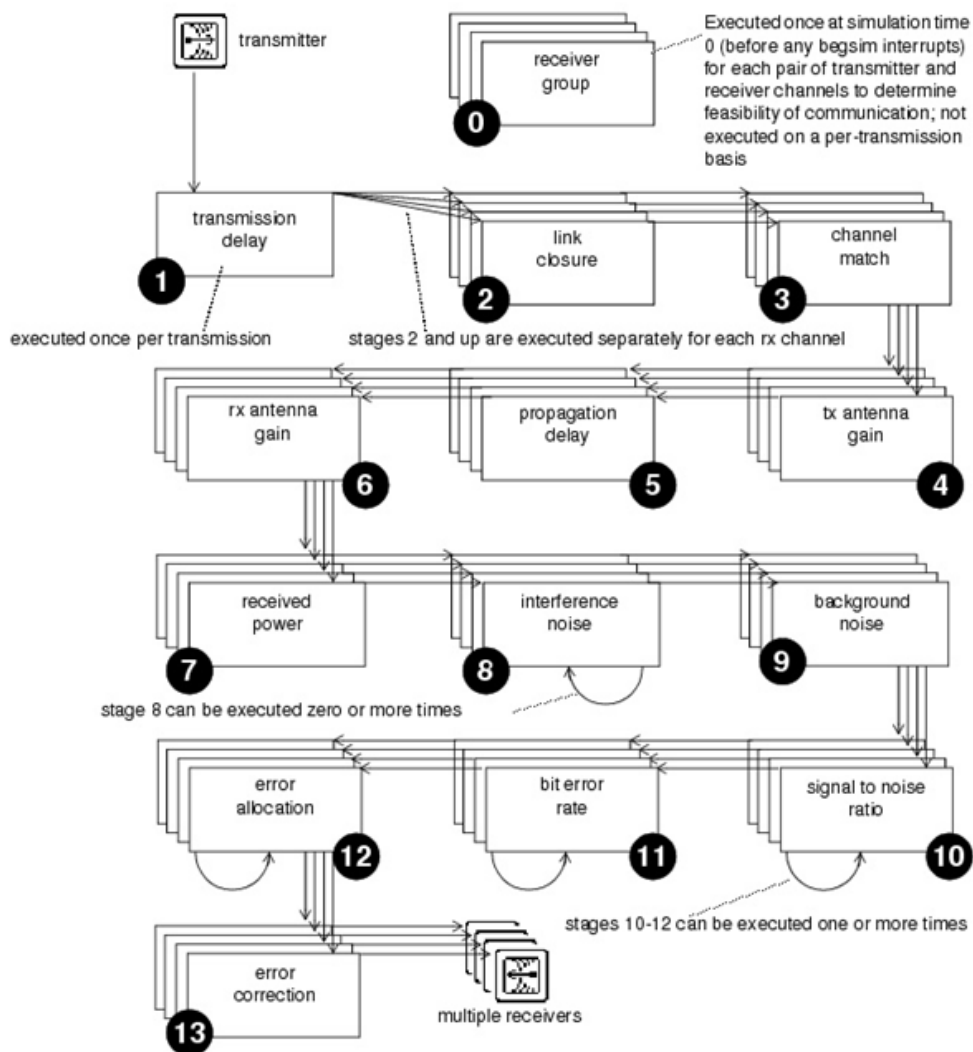 transmitter
receiver
group
0
Executed once at simulation time
0 (before any begsim interrupts)
for each pair of transmitter and
receiver channels to determine
feasibility of communication; not
executed on a per-transmission
basis
transmission
delay
1
link
closure
2
channel
match
3
executed once per transmission
stages 2 and up are executed separately for each rx channel
rx antenna
gain
6
propagation
delay
5
tx antenna
gain
4
received
power
7
interference
noise
8
background
noise
9
stage 8 can be executed zero or more times
error
allocation
12
bit error
rate
11
signal to noise
ratio
10
stages 10-12 can be executed one or more times
error
correction
13
multiple receivers